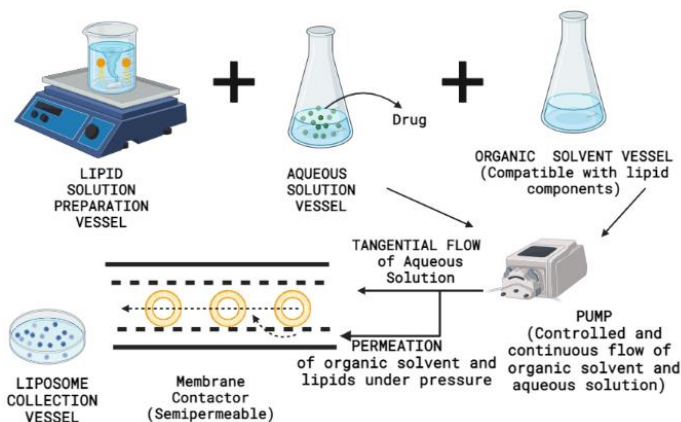 LIPID
SOLUTION
PREPARATION
VESSEL
AQUEOUS
SOLUTION
VESSEL
Drug
ORGANIC SOLVENT VESSEL
(Compatible with lipid
components)
TANGENTIAL FLOW
of Aqueous
Solution
PERMEATION
of organic solvent and
lipids under pressure
PUMP
(Controlled and
continuous flow of
organic solvent and
aqueous solution)
LIPOSOME
COLLECTION
VESSEL
Membrane
Contactor
(Semipermeable)